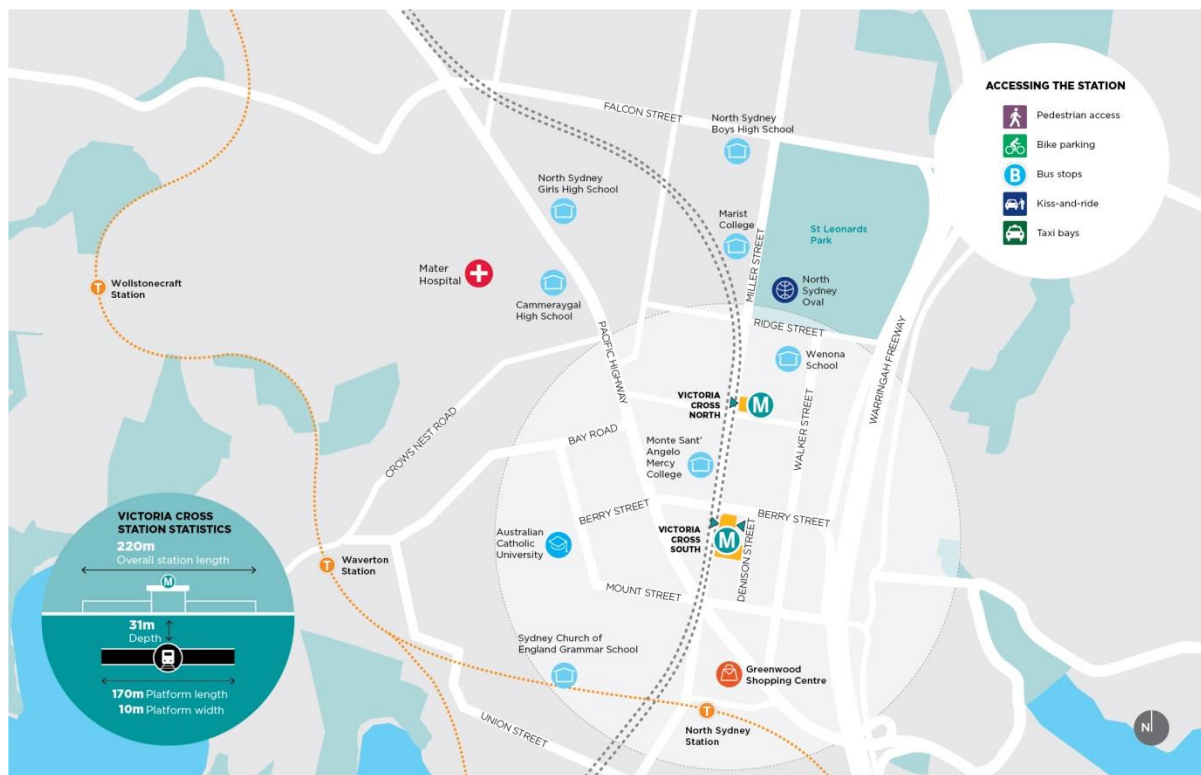 FALCON STREET
North Sydney
Boys High School
ACCESSING THE STATION
Pedestrian access
Bike parking
B
Bus stops
Kiss-and-ride
Taxi bays
North Sydney
Girls High School
Marist
College
St Leonards
Park
MILLER STREET
Mater
Hospital
Cammeraygal
High School
North
Sydney
Oval
T
Wollstonecraft
Station
RIDGE STREET
PACIFIC HIGHWAY
WARRINGAH FREEWAY
Wenona
School
VICTORIA
CROSS
NORTH
M
CROWS NEST ROAD
BAY ROAD
WALKER STREET
Monte Sant'
Angelo
Mercy
College
BERRY STREET
BERRY STREET
VICTORIA
CROSS
SOUTH
M
DENISON STREET
Australian
Catholic
University
T
Waverton
Station
MOUNT STREET
VICTORIA CROSS
STATION STATISTICS
220m
Overall station length
M
31m
Depth
170m Platform length
10m Platform width
Sydney Church of
England Grammar School
Greenwood
Shopping Centre
UNION STREET
T
North Sydney
Station
N